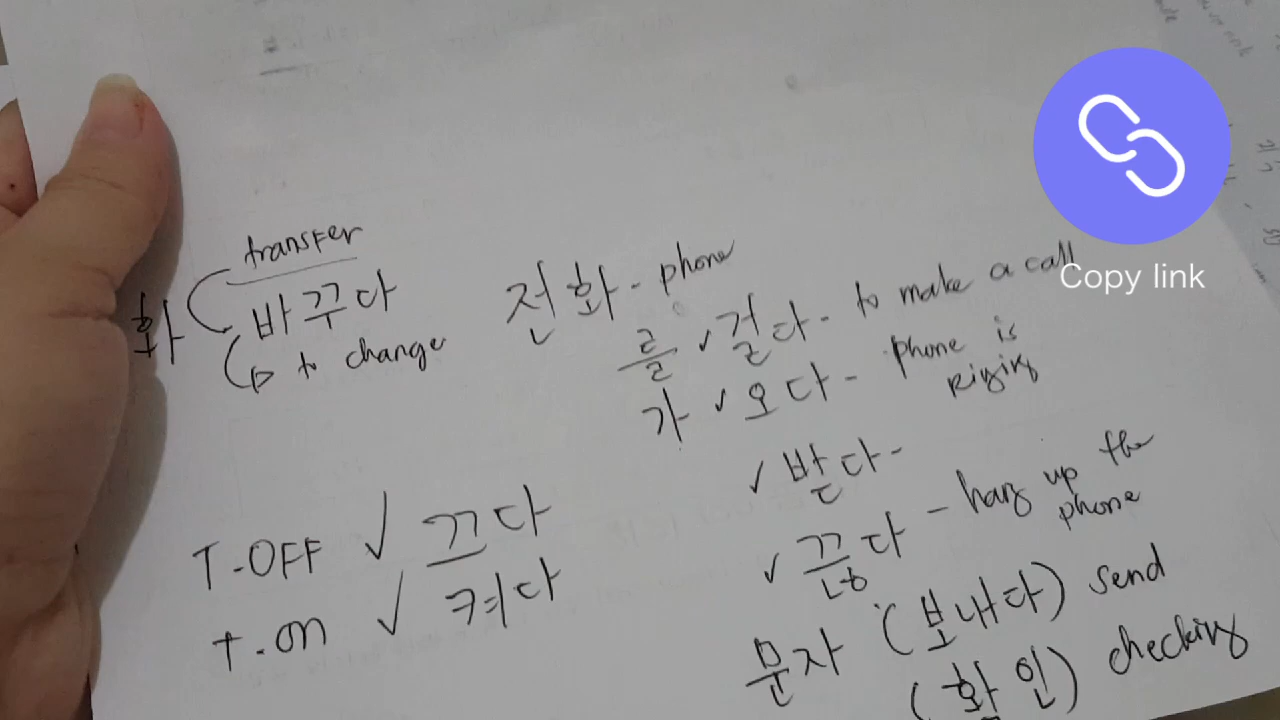 transfer
화 바꾸다
to change
전화 - phone
를 ✓ 걸다 - to make a call
가 ✓ 오다 - phone is
ringing
✓ 받다 -
✓ 끊다 - hang up the
phone
T-OFF ✓ 끄다
T-on ✓ 켜다
문자 (보내다) send
(확인) checking
Copy link